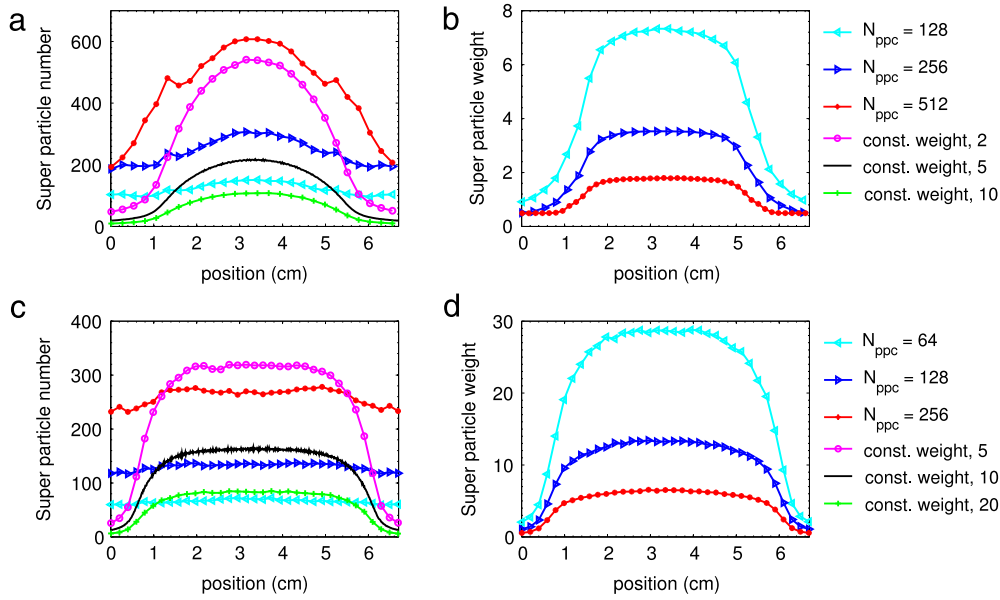 a
Super particle number
600
400
200
0
0 1 2 3 4 5 6
position (cm)
b
Super particle weight
8
6
4
2
0
0 1 2 3 4 5 6
position (cm)
N_ppc = 128
N_ppc = 256
N_ppc = 512
const. weight, 2
const. weight, 5
const. weight, 10
c
Super particle number
400
300
200
100
0
0 1 2 3 4 5 6
position (cm)
d
Super particle weight
30
20
10
0
0 1 2 3 4 5 6
position (cm)
N_ppc = 64
N_ppc = 128
N_ppc = 256
const. weight, 5
const. weight, 10
const. weight, 20